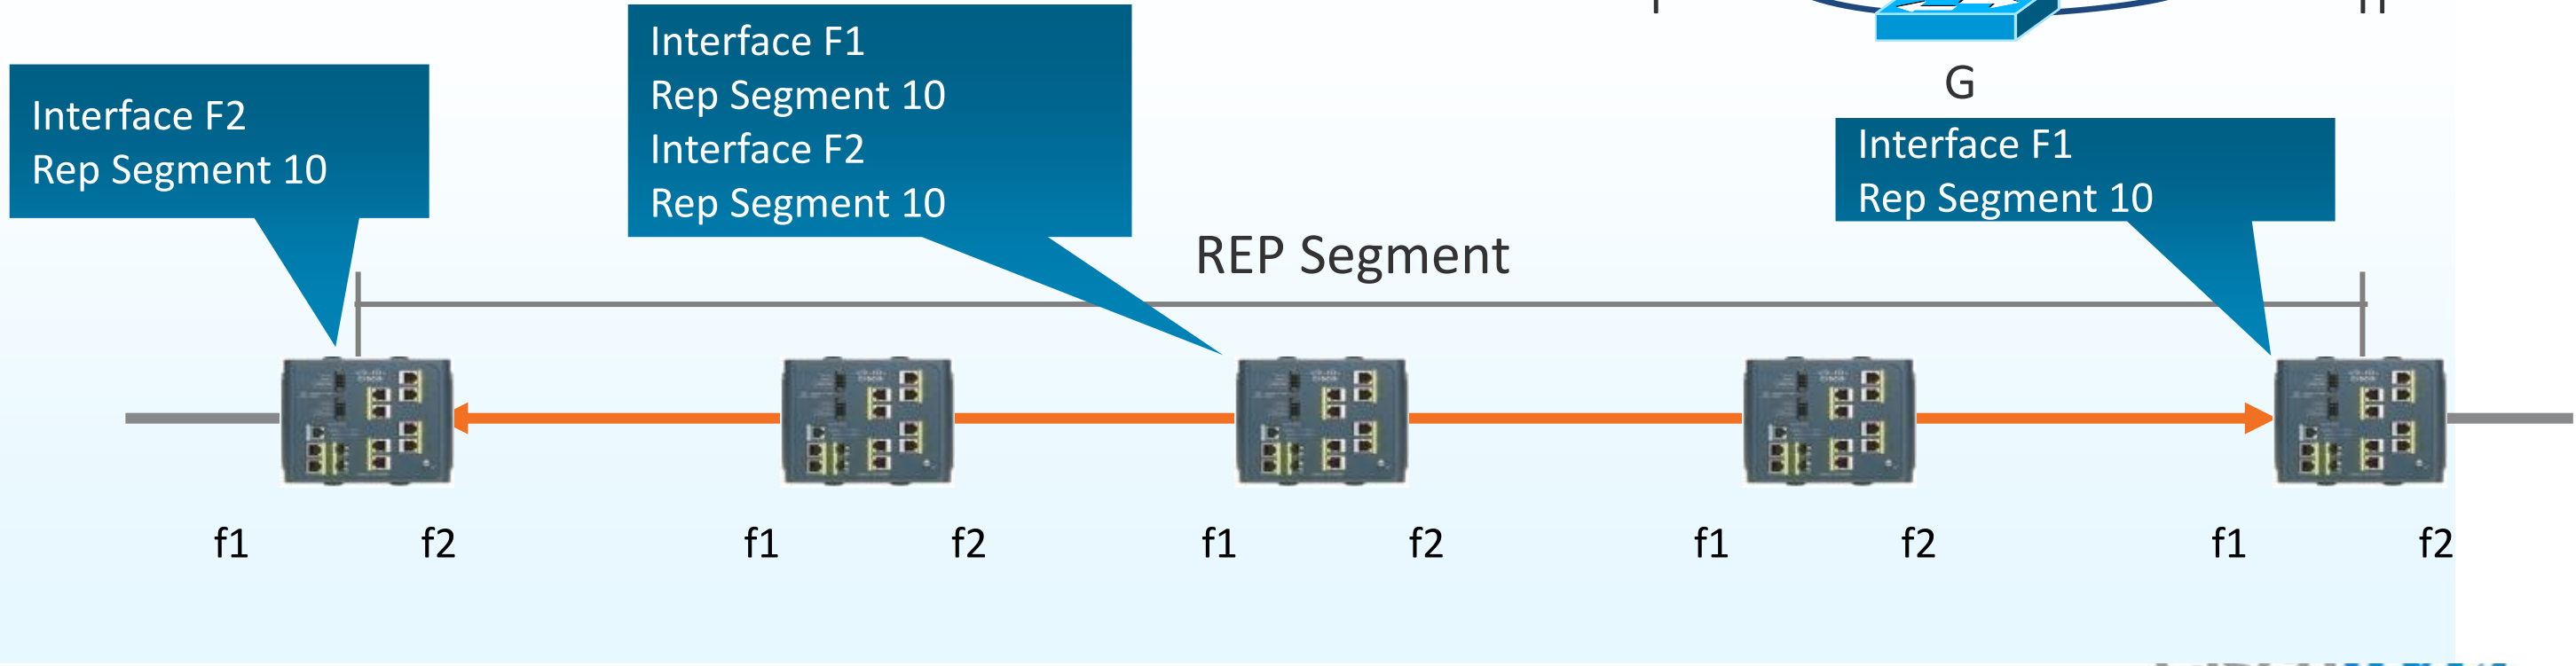 Interface F2
Rep Segment 10
Interface F1
Rep Segment 10
Interface F2
Rep Segment 10
G
Interface F1
Rep Segment 10
REP Segment
f1 f2 f1 f2 f1 f2 f1 f2 f1 f2